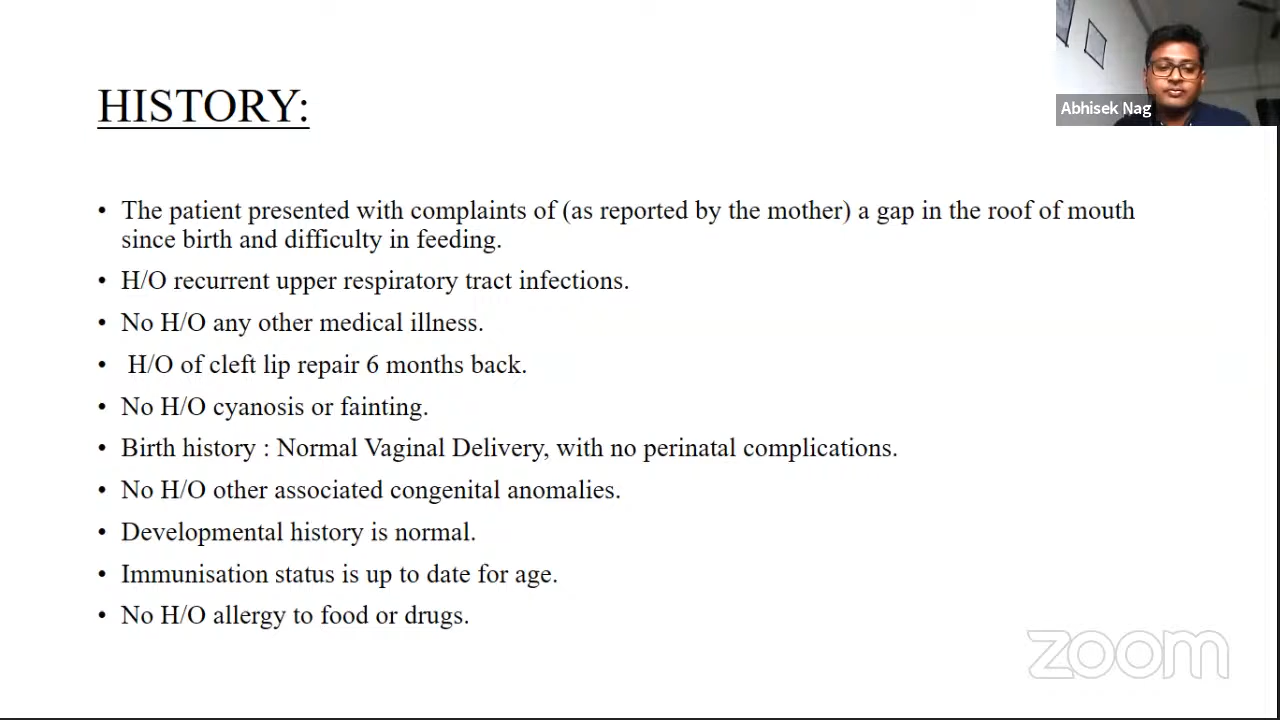 HISTORY:
Abhisek Nag
• The patient presented with complaints of (as reported by the mother) a gap in the roof of mouth
since birth and difficulty in feeding.
• H/O recurrent upper respiratory tract infections.
• No H/O any other medical illness.
• H/O of cleft lip repair 6 months back.
• No H/O cyanosis or fainting.
• Birth history : Normal Vaginal Delivery, with no perinatal complications.
• No H/O other associated congenital anomalies.
• Developmental history is normal.
• Immunisation status is up to date for age.
• No H/O allergy to food or drugs.
zoom